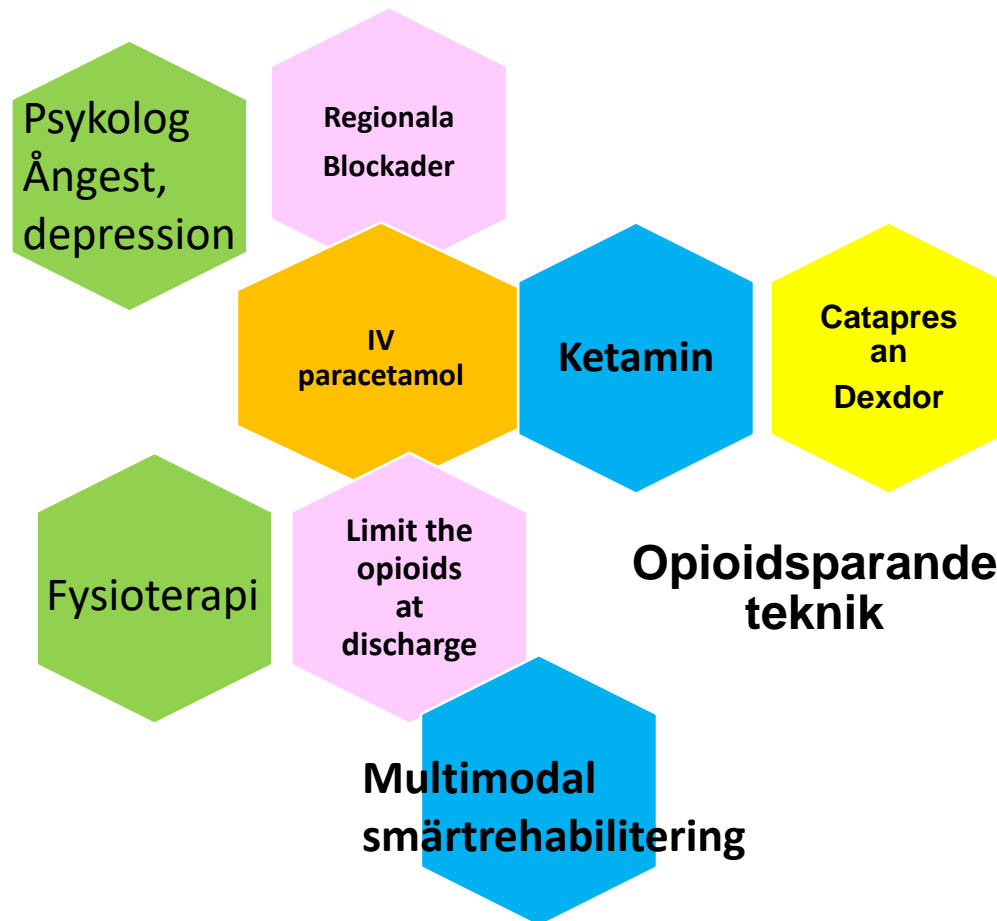 Psykolog
Ångest,
depression
Regionala
Blockader
IV
paracetamol
Ketamin
Catapres
an
Dexdor
Fysioterapi
Limit the
opioids
at
discharge
Opioidsparande
teknik
Multimodal
smärtrehabilitering